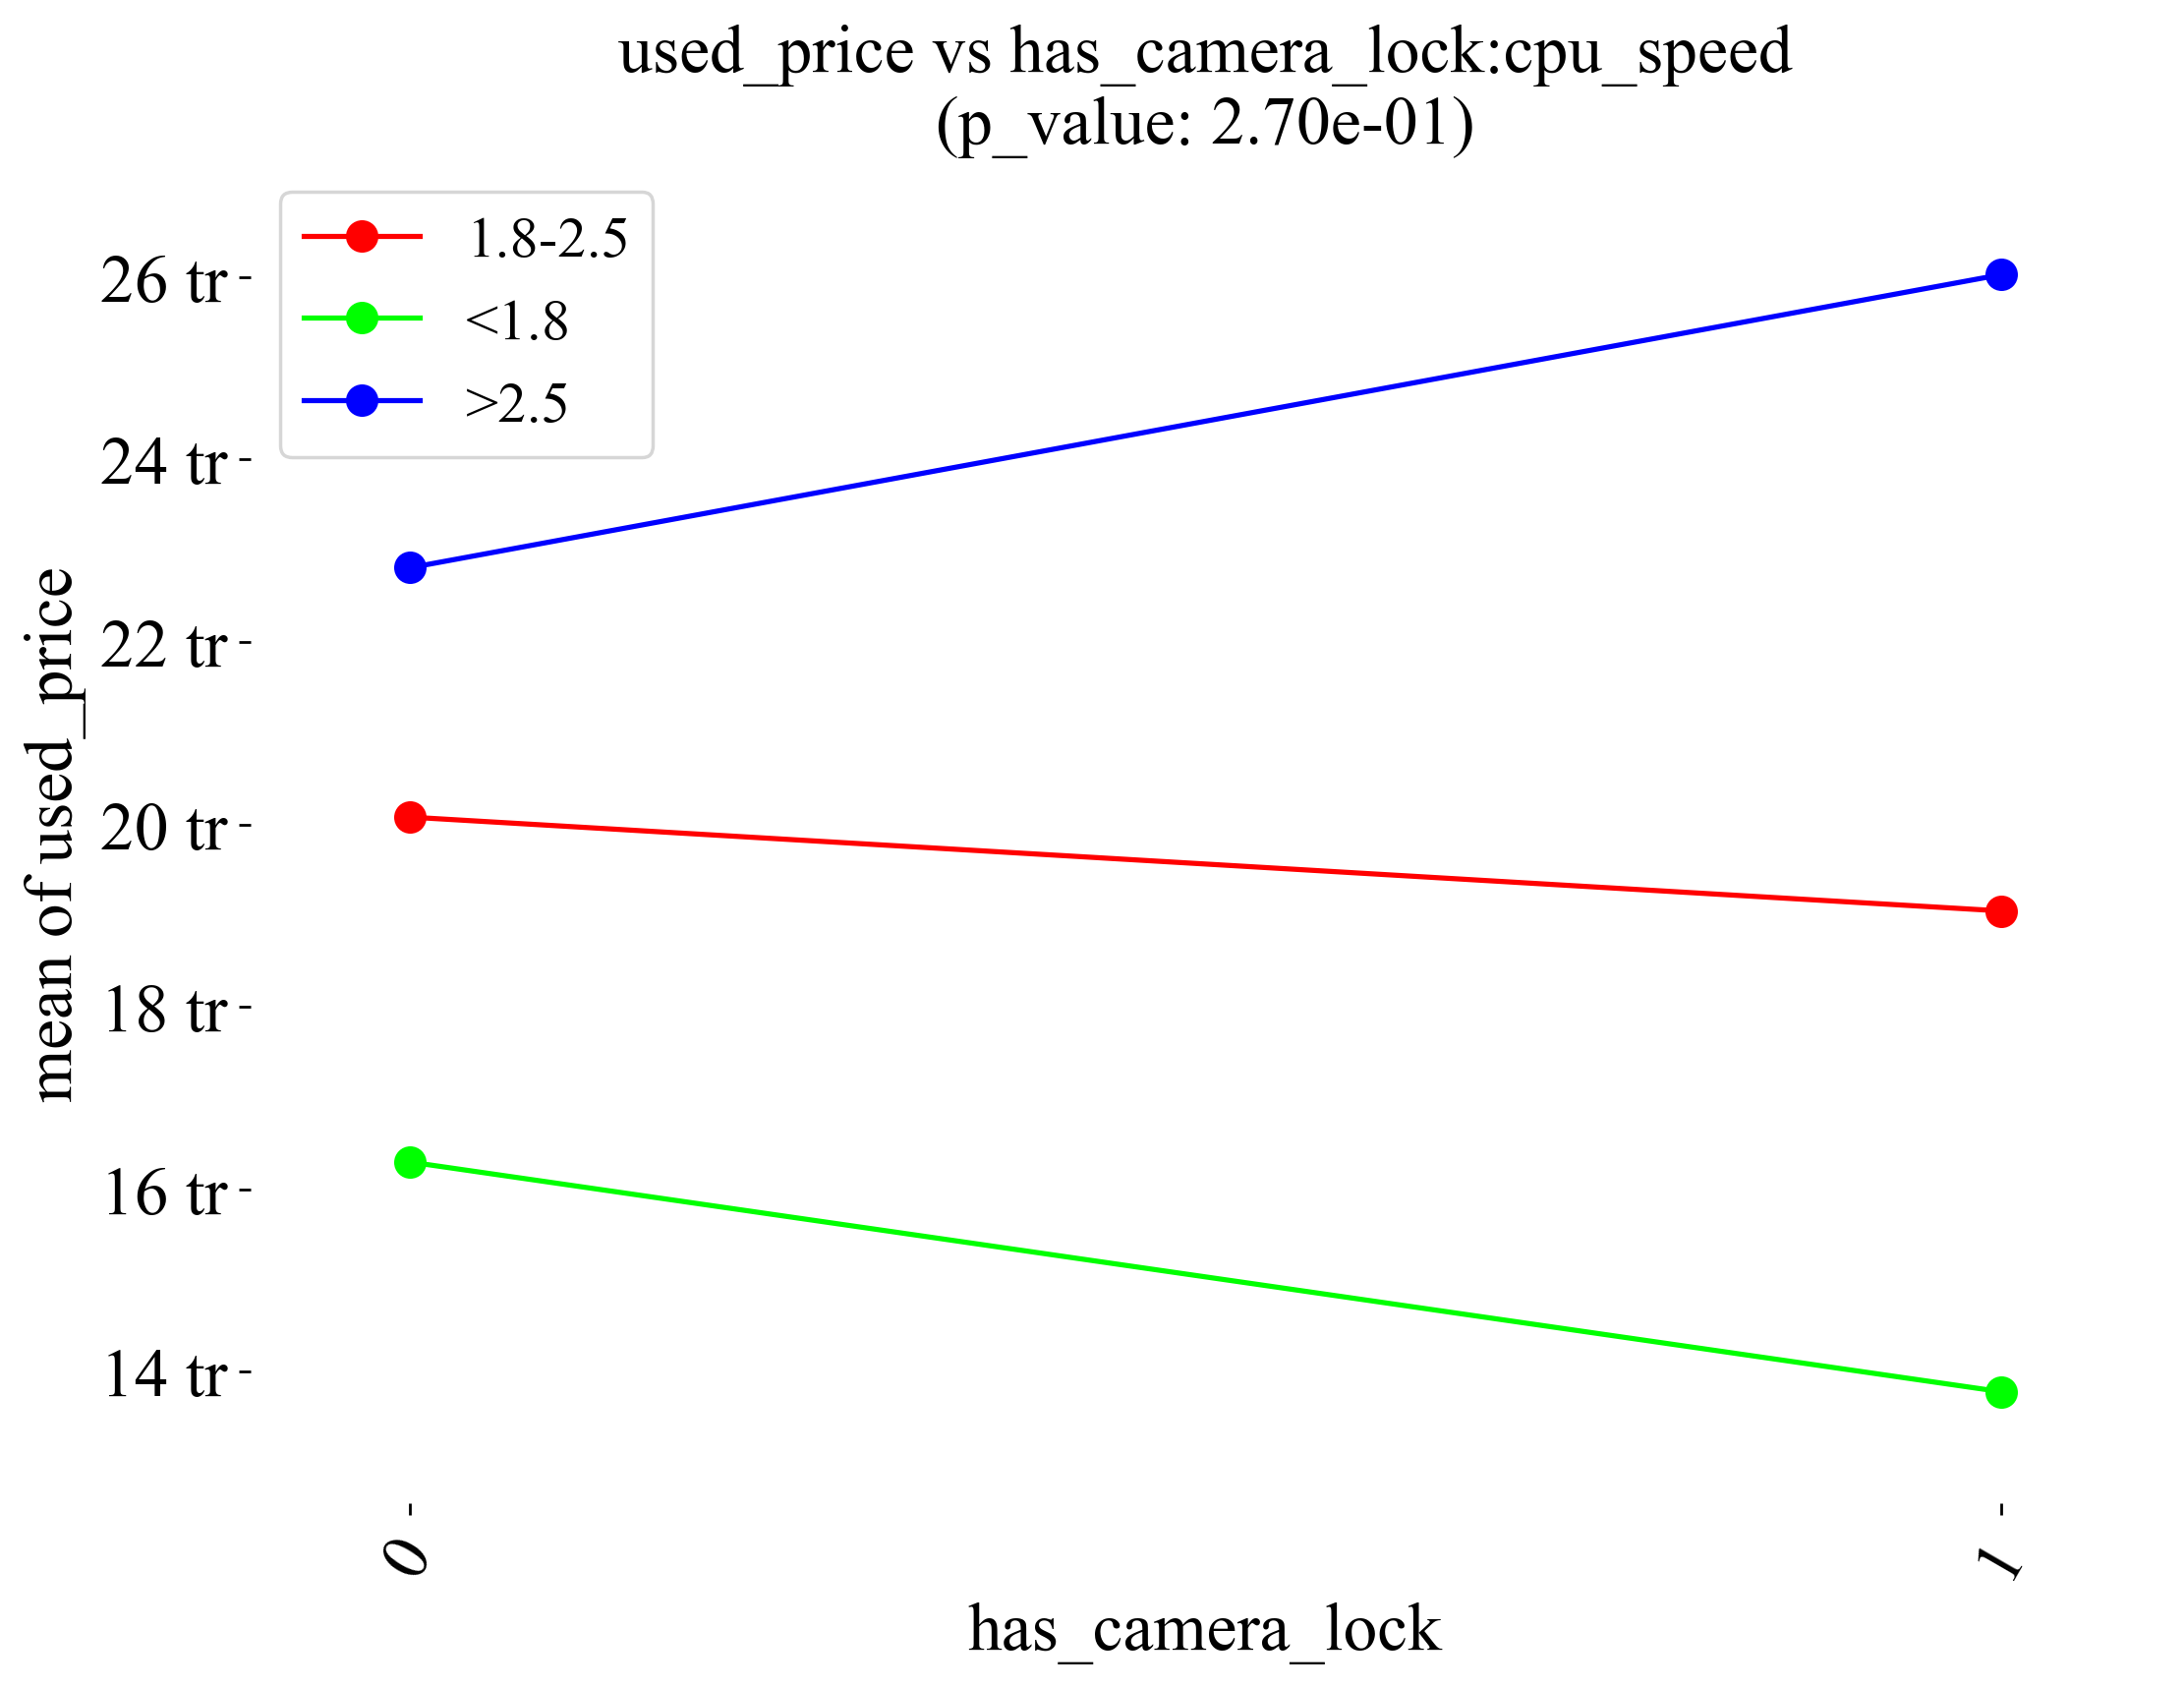 used_price vs has_camera_lock:cpu_speed
(p_value: 2.70e-01)
1.8-2.5
<1.8
>2.5
26 tr
24 tr
22 tr
20 tr
18 tr
16 tr
14 tr
mean of used_price
0
1
has_camera_lock